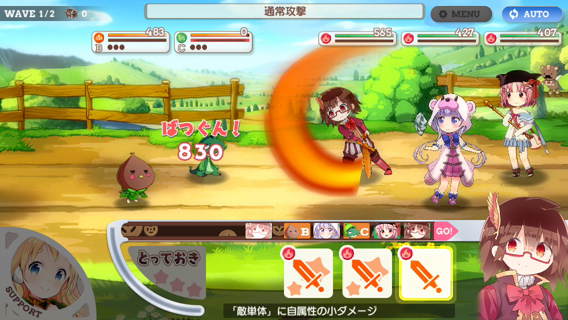 WAVE 1/2 0
通常攻撃
MENU
AUTO
483
B
0
C
565
427
407
ばつぐん!
830
B
C
GO!
とっておき
SUPPORT
「敵単体」に自属性の小ダメージ